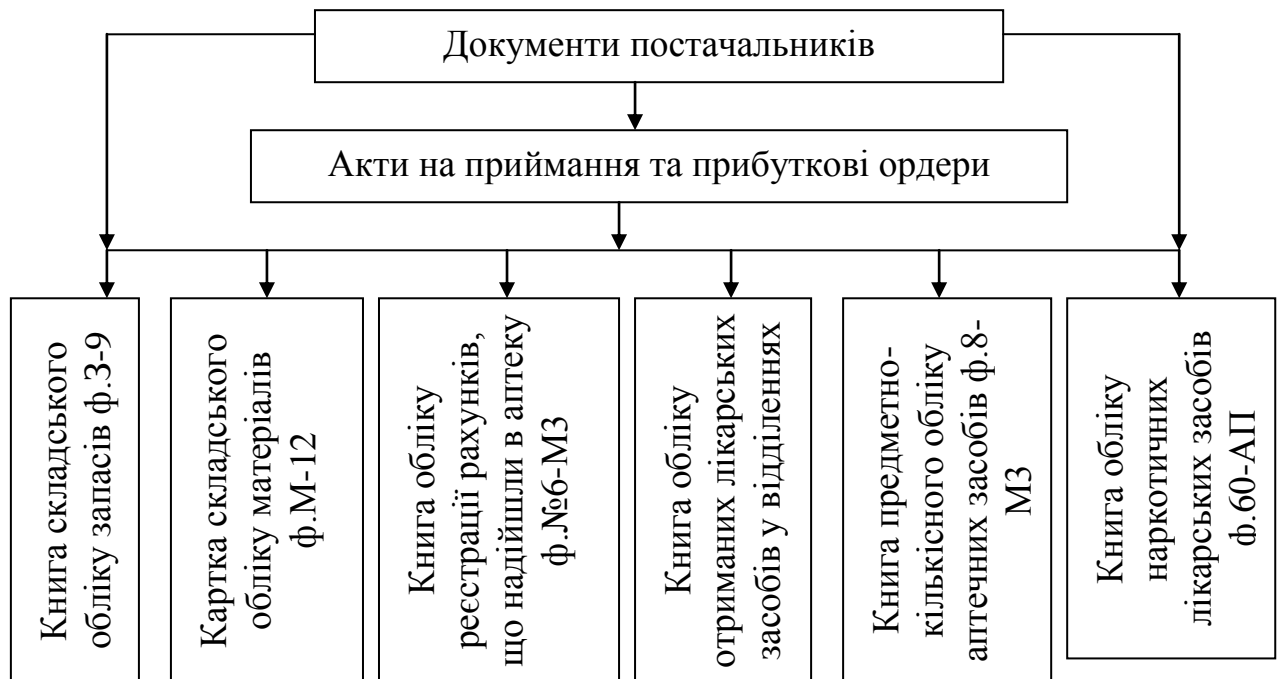 Документи постачальників
Акти на приймання та прибуткові ордери
Книга складського
обліку запасів ф.З-9
Картка складського
обліку матеріалів
ф.М-12
Книга обліку
реєстрації рахунків,
що надійшли в аптеку
ф.№6-МЗ
Книга обліку
отриманих лікарських
засобів у відділеннях
Книга предметно-
кількісного обліку
аптечних засобів ф.8-
МЗ
Книга обліку
наркотичних
лікарських засобів
ф.60-АП